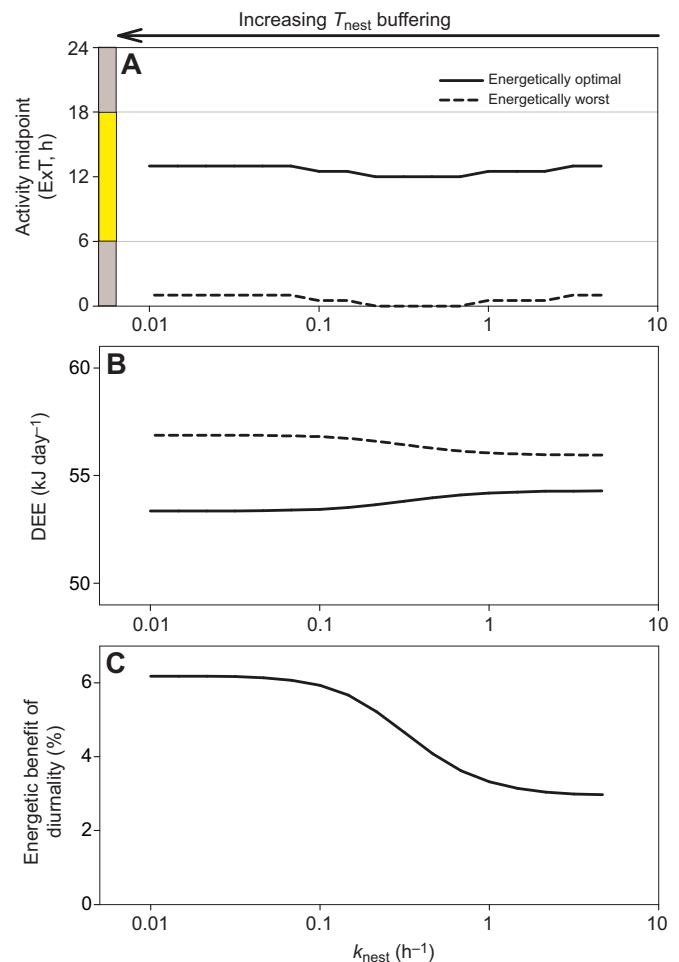 Increasing Tnest buffering
A
24
18
12
6
0
Activity midpoint
(ExT, h)
Energetically optimal
Energetically worst
0.01 0.1 1 10
B
60
55
50
DEE (kJ day–1)
0.01 0.1 1 10
C
6
4
2
0
Energetic benefit of
diurnality (%)
0.01 0.1 1 10
knest (h–1)